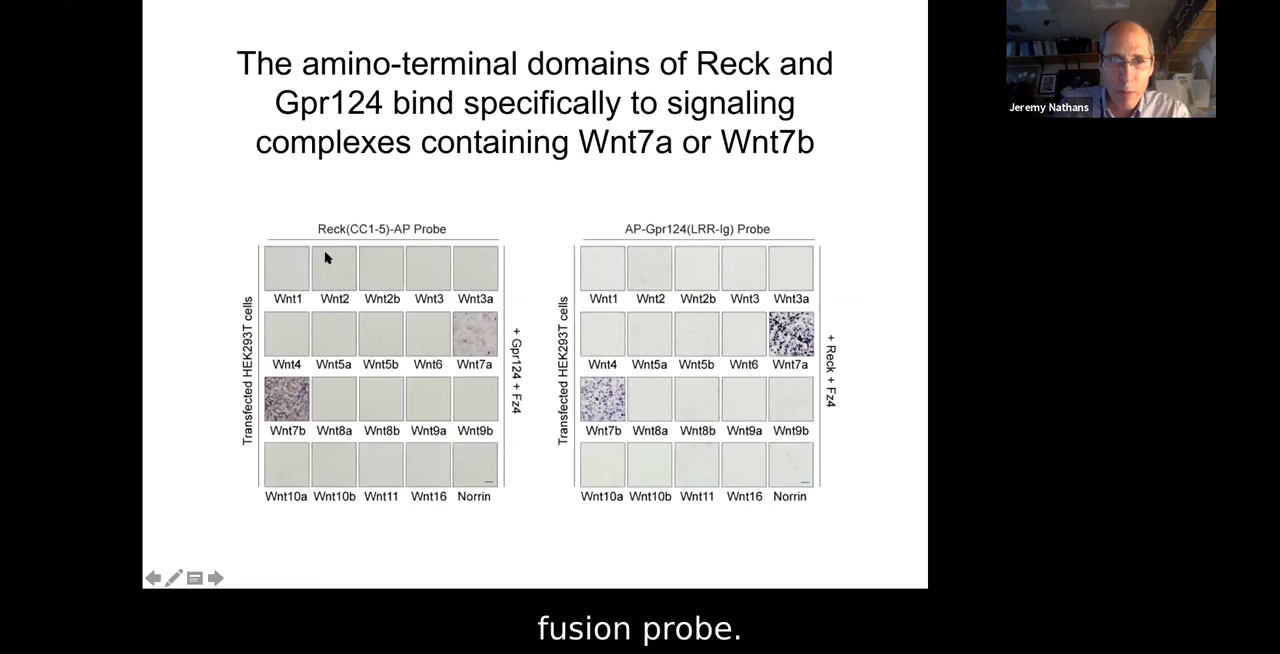 The amino-terminal domains of Reck and
Gpr124 bind specifically to signaling
complexes containing Wnt7a or Wnt7b
Jeremy Nathans
Reck(CC1-5)-AP Probe
Transfected HEK293T cells
Wnt1 Wnt2 Wnt2b Wnt3 Wnt3a
Wnt4 Wnt5a Wnt5b Wnt6 Wnt7a
Wnt7b Wnt8a Wnt8b Wnt9a Wnt9b
Wnt10a Wnt10b Wnt11 Wnt16 Norrin
+ Gpr124 + Fz4
AP-Gpr124(LRR-Ig) Probe
Transfected HEK293T cells
Wnt1 Wnt2 Wnt2b Wnt3 Wnt3a
Wnt4 Wnt5a Wnt5b Wnt6 Wnt7a
Wnt7b Wnt8a Wnt8b Wnt9a Wnt9b
Wnt10a Wnt10b Wnt11 Wnt16 Norrin
+ Reck + Fz4
fusion probe.